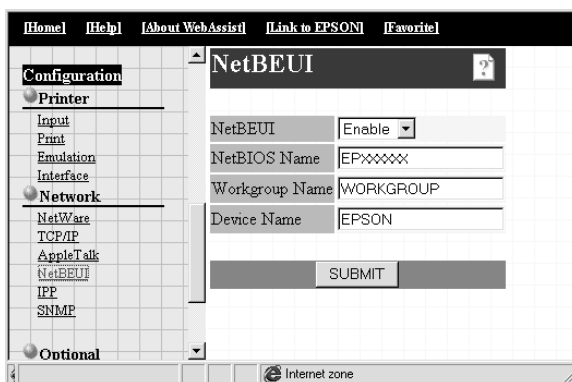 [Home] [Help] [About WebAssist] [Link to EPSON] [Favorite]
Configuration
Printer
Input
Print
Emulation
Interface
Network
NetWare
TCP/IP
AppleTalk
NetBEUI
IPP
SNMP
Optional
NetBEUI
?
NetBEUI Enable
NetBIOS Name EPXXXXX
Workgroup Name WORKGROUP
Device Name EPSON
SUBMIT
Internet zone